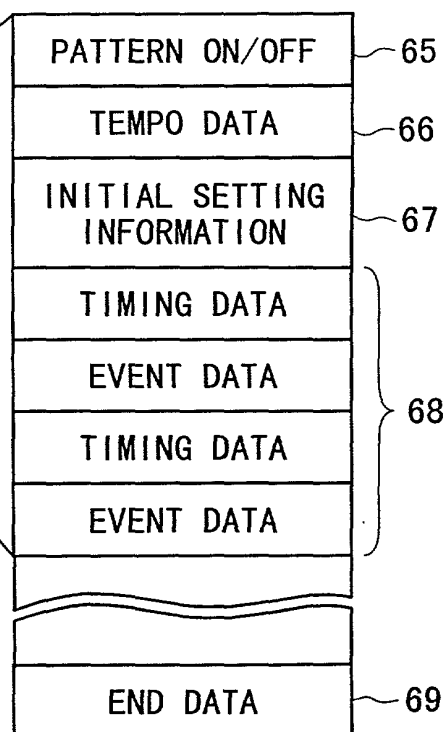 PATTERN ON/OFF 65
TEMPO DATA 66
INITIAL SETTING
INFORMATION 67
TIMING DATA
EVENT DATA
TIMING DATA
EVENT DATA
68
END DATA 69